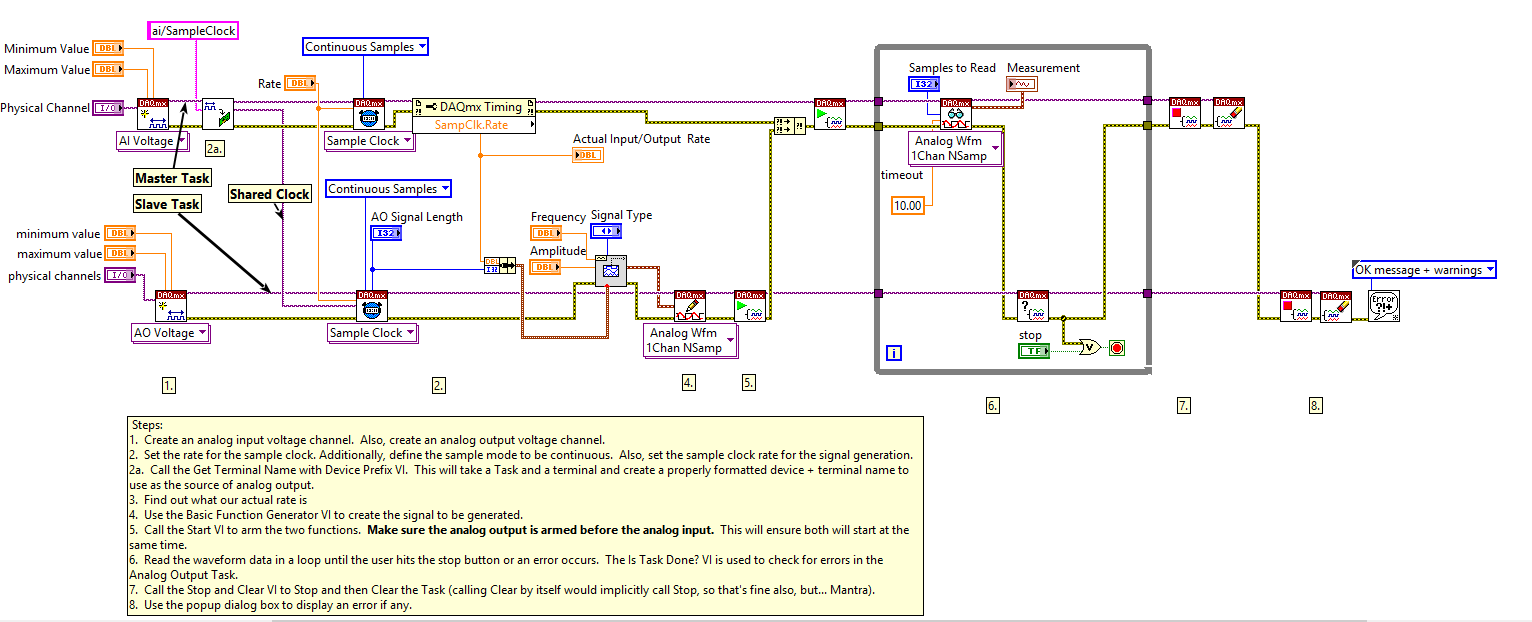 ai/SampleClock
Minimum Value
DBL
Maximum Value
DBL
Continuous Samples
Rate
DBL
Physical Channel
I/O
DAQmx
DAQmx
DAQmx Timing
SampClk.Rate
DAQmx
AI Voltage
2a.
Sample Clock
Actual Input/Output Rate
DBL
Master Task
Slave Task
Shared Clock
Continuous Samples
AO Signal Length
I32
Frequency
DBL
Signal Type
Amplitude
DBL
minimum value
DBL
maximum value
DBL
physical channels
I/O
DBL
I32
DAQmx
DAQmx
DAQmx
DAQmx
AO Voltage
Sample Clock
Analog Wfm
1Chan NSamp
Samples to Read
I32
Measurement
DAQmx
Analog Wfm
1Chan NSamp
timeout
10.00
DAQmx
stop
TF
i
DAQmx
DAQmx
OK message + warnings
DAQmx
DAQmx
Error
?!+
1.
2.
4.
5.
6.
7.
8.
Steps:
1. Create an analog input voltage channel. Also, create an analog output voltage channel.
2. Set the rate for the sample clock. Additionally, define the sample mode to be continuous. Also, set the sample clock rate for the signal generation.
2a. Call the Get Terminal Name with Device Prefix VI. This will take a Task and a terminal and create a properly formatted device + terminal name to
use as the source of analog output.
3. Find out what our actual rate is
4. Use the Basic Function Generator VI to create the signal to be generated.
5. Call the Start VI to arm the two functions. Make sure the analog output is armed before the analog input. This will ensure both will start at the
same time.
6. Read the waveform data in a loop until the user hits the stop button or an error occurs. The Is Task Done? VI is used to check for errors in the
Analog Output Task.
7. Call the Stop and Clear VI to Stop and then Clear the Task (calling Clear by itself would implicitly call Stop, so that's fine also, but... Mantra).
8. Use the popup dialog box to display an error if any.